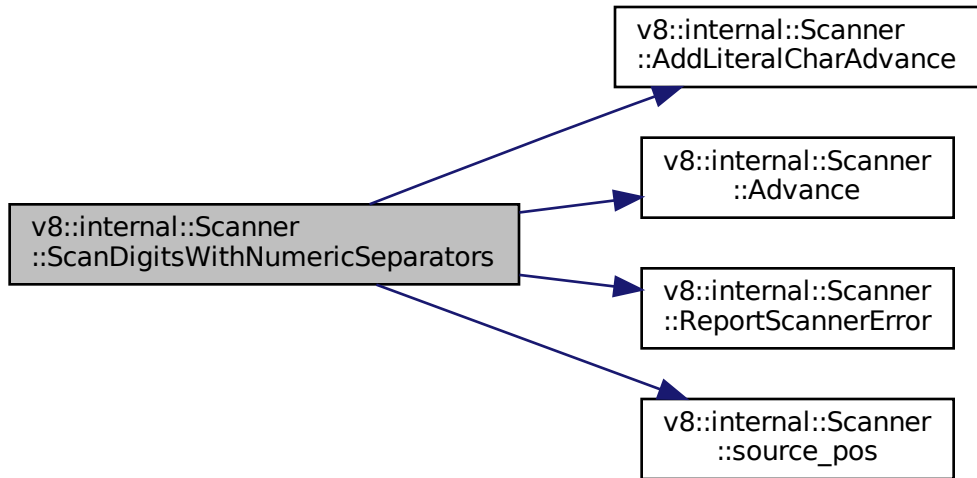 v8::internal::Scanner
::ScanDigitsWithNumericSeparators
v8::internal::Scanner
::AddLiteralCharAdvance
v8::internal::Scanner
::Advance
v8::internal::Scanner
::ReportScannerError
v8::internal::Scanner
::source_pos